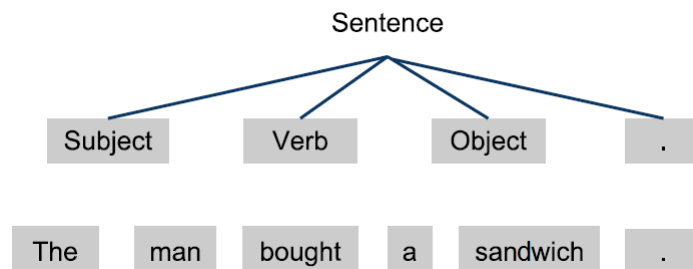 Sentence
Subject Verb Object .
The man bought a sandwich .